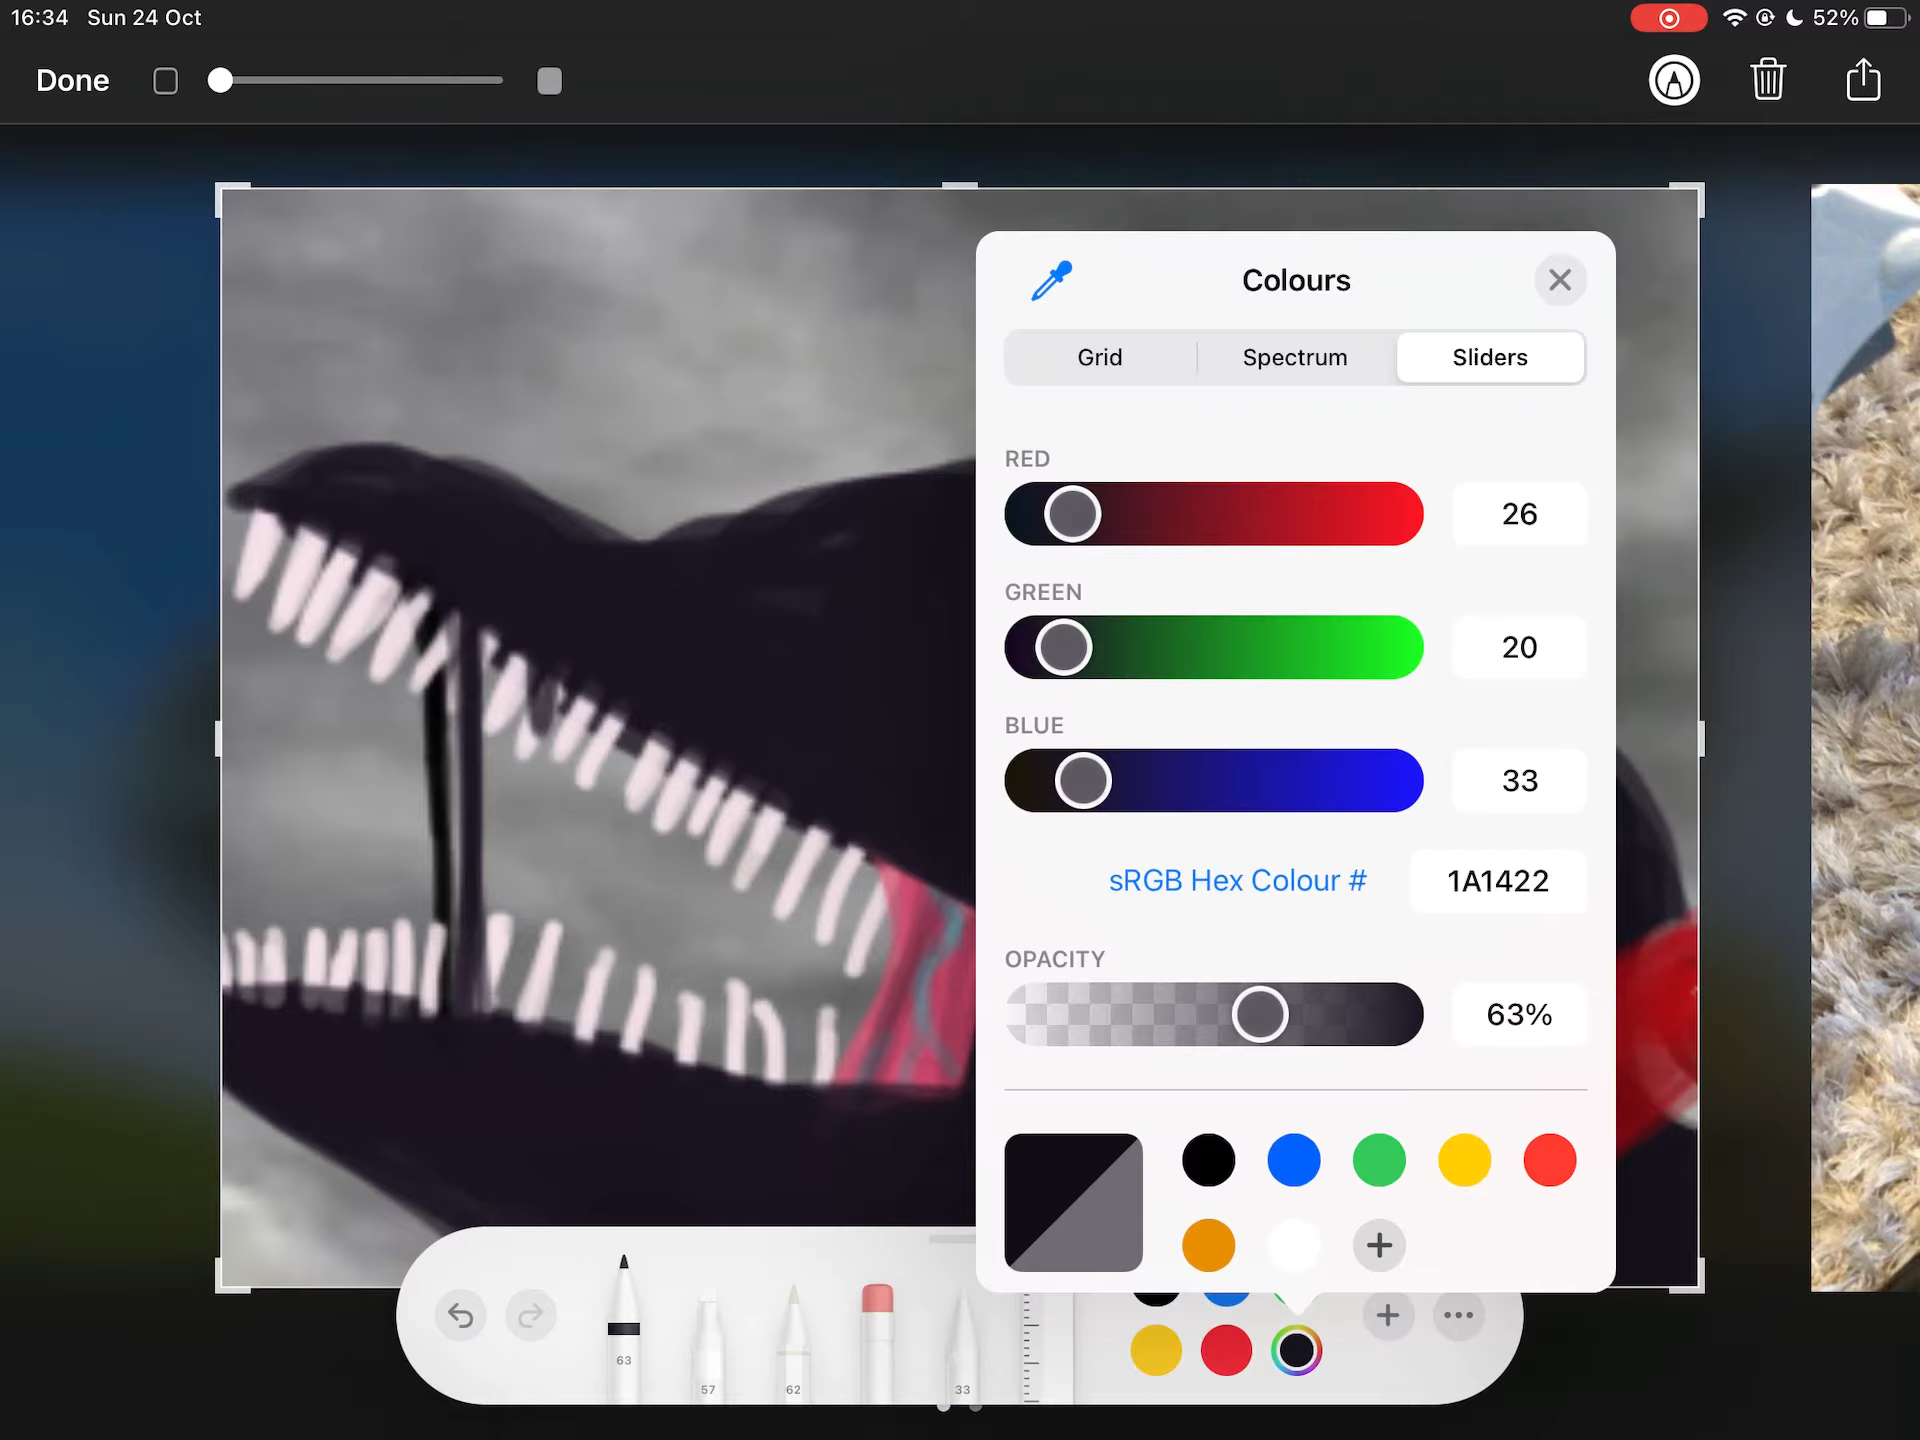 16:34 Sun 24 Oct
52%
Done
Colours
Grid Spectrum Sliders
RED
26
GREEN
20
BLUE
33
sRGB Hex Colour # 1A1422
OPACITY
63%
63
57 62 33